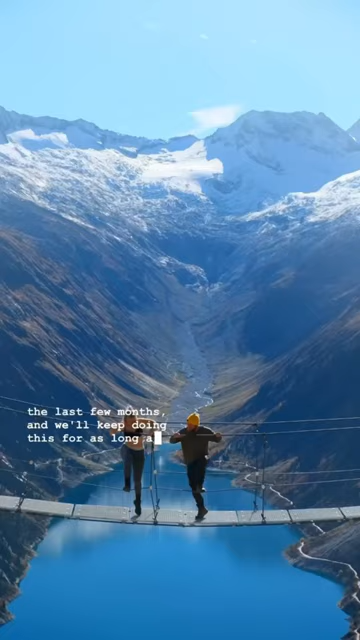 the last few months,
and we'll keep doing
this for as long a